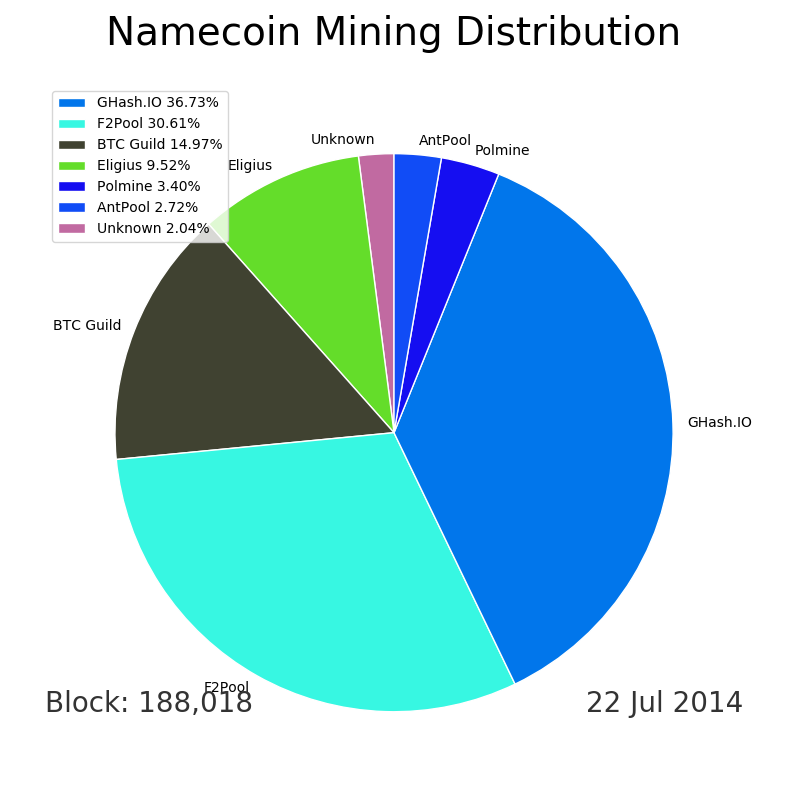 Namecoin Mining Distribution
GHash.IO 36.73%
F2Pool 30.61%
BTC Guild 14.97%
Eligius 9.52%
Polmine 3.40%
AntPool 2.72%
Unknown 2.04%
Unknown
AntPool
Polmine
Eligius
BTC Guild
GHash.IO
F2Pool
Block: 188,018
22 Jul 2014